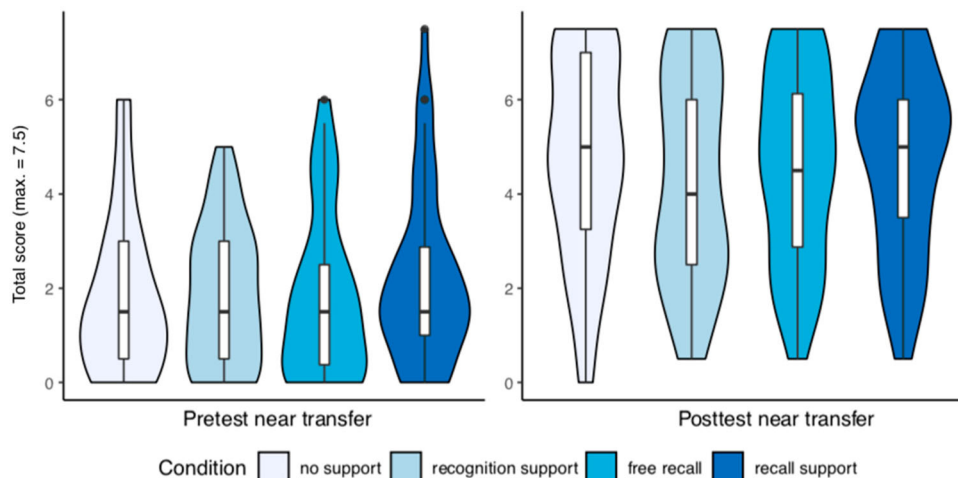 Total score (max. = 7.5)
6
4
2
0
Pretest near transfer
6
4
2
0
Posttest near transfer
Condition no support recognition support free recall recall support